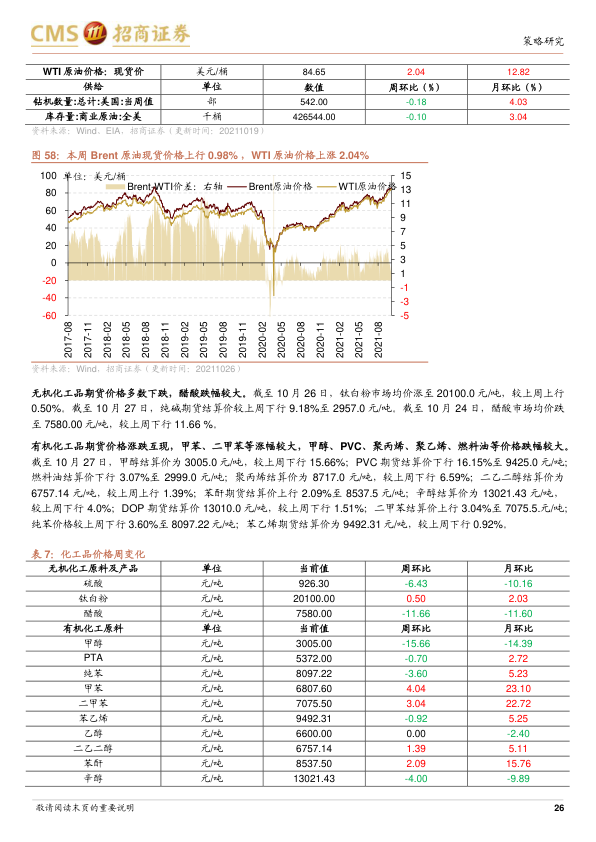 CMS 招商证券
策略研究
WTI 原油价格：现货价 美元/桶 84.65 2.04 12.82
供给 单位 数值 周环比（%） 月环比（%）
钻机数量:总计:美国:当周值 部 542.00 -0.18 4.03
库存量:商业原油:全美 千桶 426544.00 -0.10 3.04
资料来源：Wind、EIA、招商证券（更新时间：20211019）
图 58：本周 Brent 原油现货价格上行 0.98%，WTI 原油价格上涨 2.04%
单位：美元/桶
Brent-WTI价差：右轴 Brent原油价格 WTI原油价格
100 80 60 40 20 0 -20 -40 -60
15 13 11 9 7 5 3 1 -1 -3 -5
2017-08 2017-11 2018-02 2018-05 2018-08 2018-11 2019-02 2019-05 2019-08 2019-11 2020-02 2020-05 2020-08 2020-11 2021-02 2021-05 2021-08
资料来源：Wind、招商证券（更新时间：20211026）
无机化工品期货价格多数下跌，醋酸跌幅较大。截至 10 月 26 日，钛白粉市场均价涨至 20100.0 元/吨，较上周上行
0.50%。截至 10 月 27 日，纯碱期货结算价较上周下行 9.18%至 2957.0 元/吨。截至 10 月 24 日，醋酸市场均价跌
至 7580.00 元/吨，较上周下行 11.66 %。
有机化工品期货价格涨跌互现，甲苯、二甲苯等涨幅较大，甲醇、PVC、聚丙烯、聚乙烯、燃料油等价格跌幅较大。
截至 10 月 27 日，甲醇结算价为 3005.0 元/吨，较上周下行 15.66%；PVC 期货结算价下行 16.15%至 9425.0 元/吨；
燃料油结算价下行 3.07%至 2999.0 元/吨；聚丙烯结算价为 8717.0 元/吨，较上周下行 6.59%；二乙二醇结算价为
6757.14 元/吨，较上周上行 1.39%；苯酐期货结算价上行 2.09%至 8537.5 元/吨；辛醇结算价为 13021.43 元/吨，
较上周下行 4.0%；DOP 期货结算价 13010.0 元/吨，较上周下行 1.51%；二甲苯结算价上行 3.04%至 7075.5.元/吨；
纯苯价格较上周下行 3.60%至 8097.22 元/吨；苯乙烯期货结算价为 9492.31 元/吨，较上周下行 0.92%。
表 7：化工品价格周变化
无机化工原料及产品 单位 当前值 周环比 月环比
硫酸 元/吨 926.30 -6.43 -10.16
钛白粉 元/吨 20100.00 0.50 2.03
醋酸 元/吨 7580.00 -11.66 -11.60
有机化工原料 单位 当前值 周环比 月环比
甲醇 元/吨 3005.00 -15.66 -14.39
PTA 元/吨 5372.00 -0.70 2.72
纯苯 元/吨 8097.22 -3.60 5.23
甲苯 元/吨 6807.60 4.04 23.10
二甲苯 元/吨 7075.50 3.04 22.72
苯乙烯 元/吨 9492.31 -0.92 5.25
乙醇 元/吨 6600.00 0.00 -2.40
二乙二醇 元/吨 6757.14 1.39 5.11
苯酐 元/吨 8537.50 2.09 15.76
辛醇 元/吨 13021.43 -4.00 -9.89
敬请阅读末页的重要说明
26